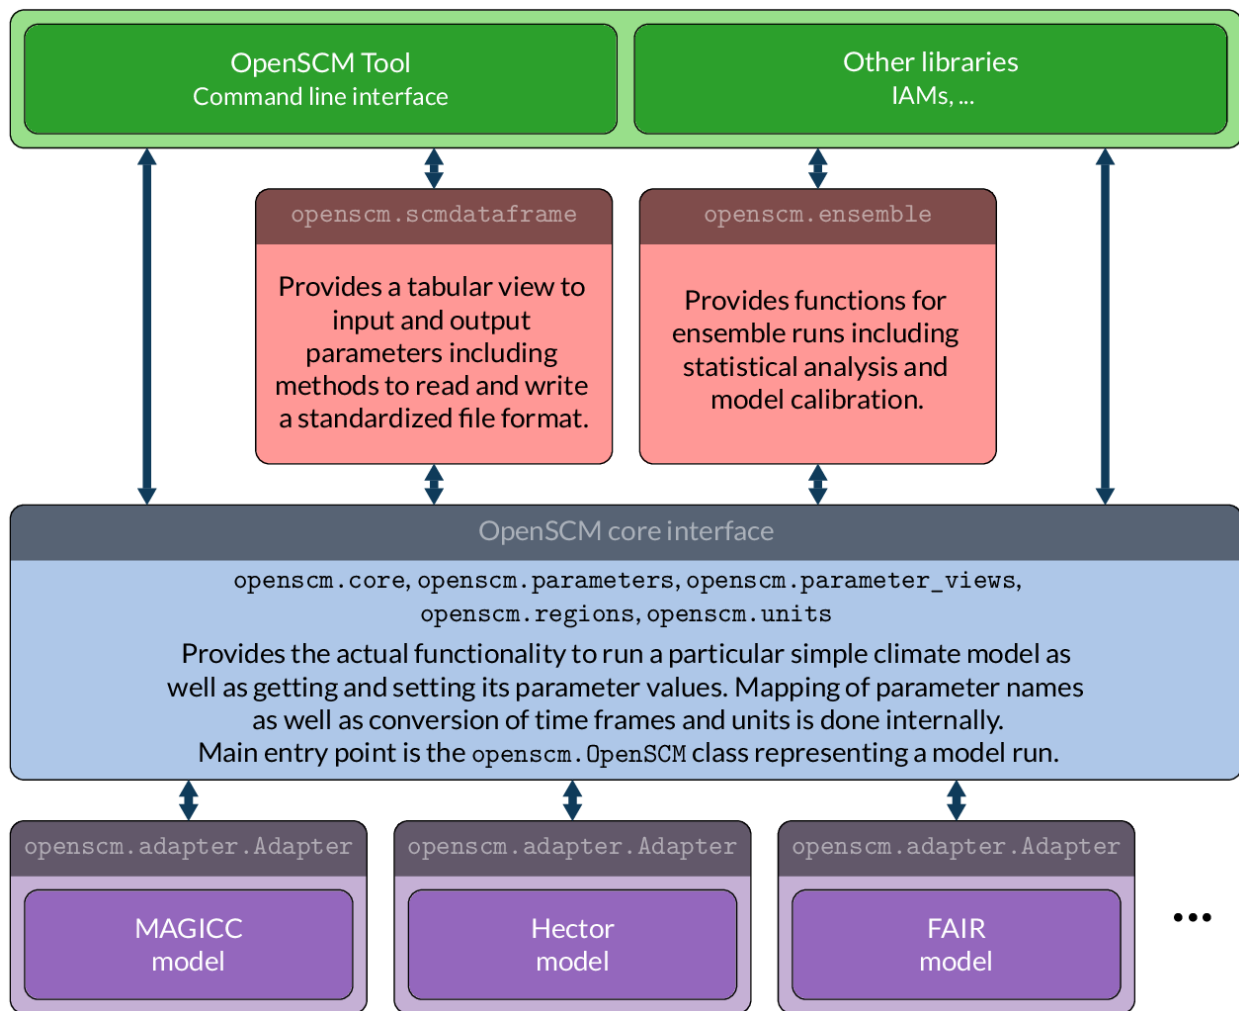 OpenSCM Tool
Command line interface
Other libraries
IAMs, ...
openscm.scmdataframe
Provides a tabular view to
input and output
parameters including
methods to read and write
a standardized file format.
openscm.ensemble
Provides functions for
ensemble runs including
statistical analysis and
model calibration.
OpenSCM core interface
openscm.core, openscm.parameters, openscm.parameter_views,
openscm.regions, openscm.units
Provides the actual functionality to run a particular simple climate model as
well as getting and setting its parameter values. Mapping of parameter names
as well as conversion of time frames and units is done internally.
Main entry point is the openscm.OpenSCM class representing a model run.
openscm.adapter.Adapter
MAGICC
model
openscm.adapter.Adapter
Hector
model
openscm.adapter.Adapter
FAIR
model
...